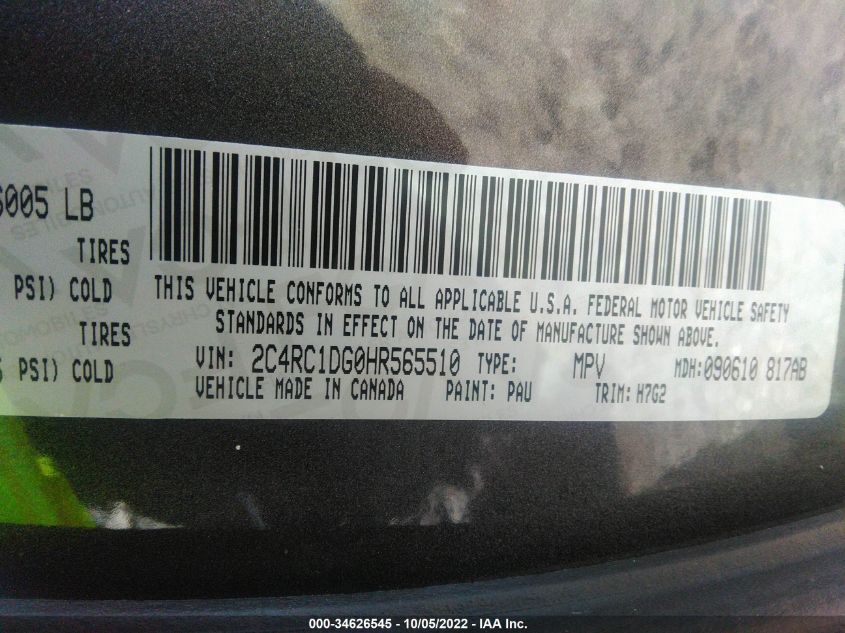 6005 LB
TIRES
PSI) COLD
TIRES
PSI) COLD
THIS VEHICLE CONFORMS TO ALL APPLICABLE U.S.A. FEDERAL MOTOR VEHICLE SAFETY
STANDARDS IN EFFECT ON THE DATE OF MANUFACTURE SHOWN ABOVE.
VIN: 2C4RC1DG0HR565510 TYPE: MPV MDH:090610 817AB
VEHICLE MADE IN CANADA PAINT: PAU TRIM: H7G2
000-34626545 - 10/05/2022 - IAA Inc.